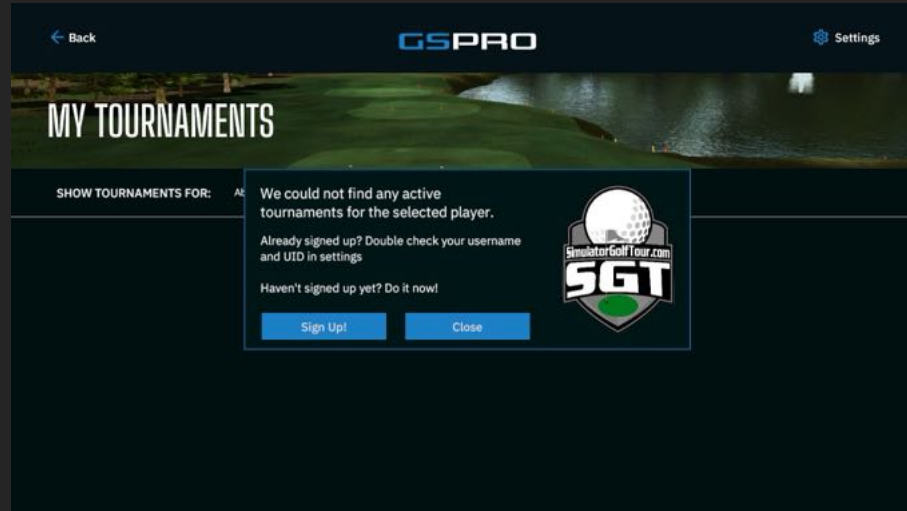 Back
GSPRO
Settings
MY TOURNAMENTS
SHOW TOURNAMENTS FOR:
We could not find any active
tournaments for the selected player.
Already signed up? Double check your username
and UID in settings
Haven't signed up yet? Do it now!
Sign Up!
Close
SimulatorGolfTour.com
SGT